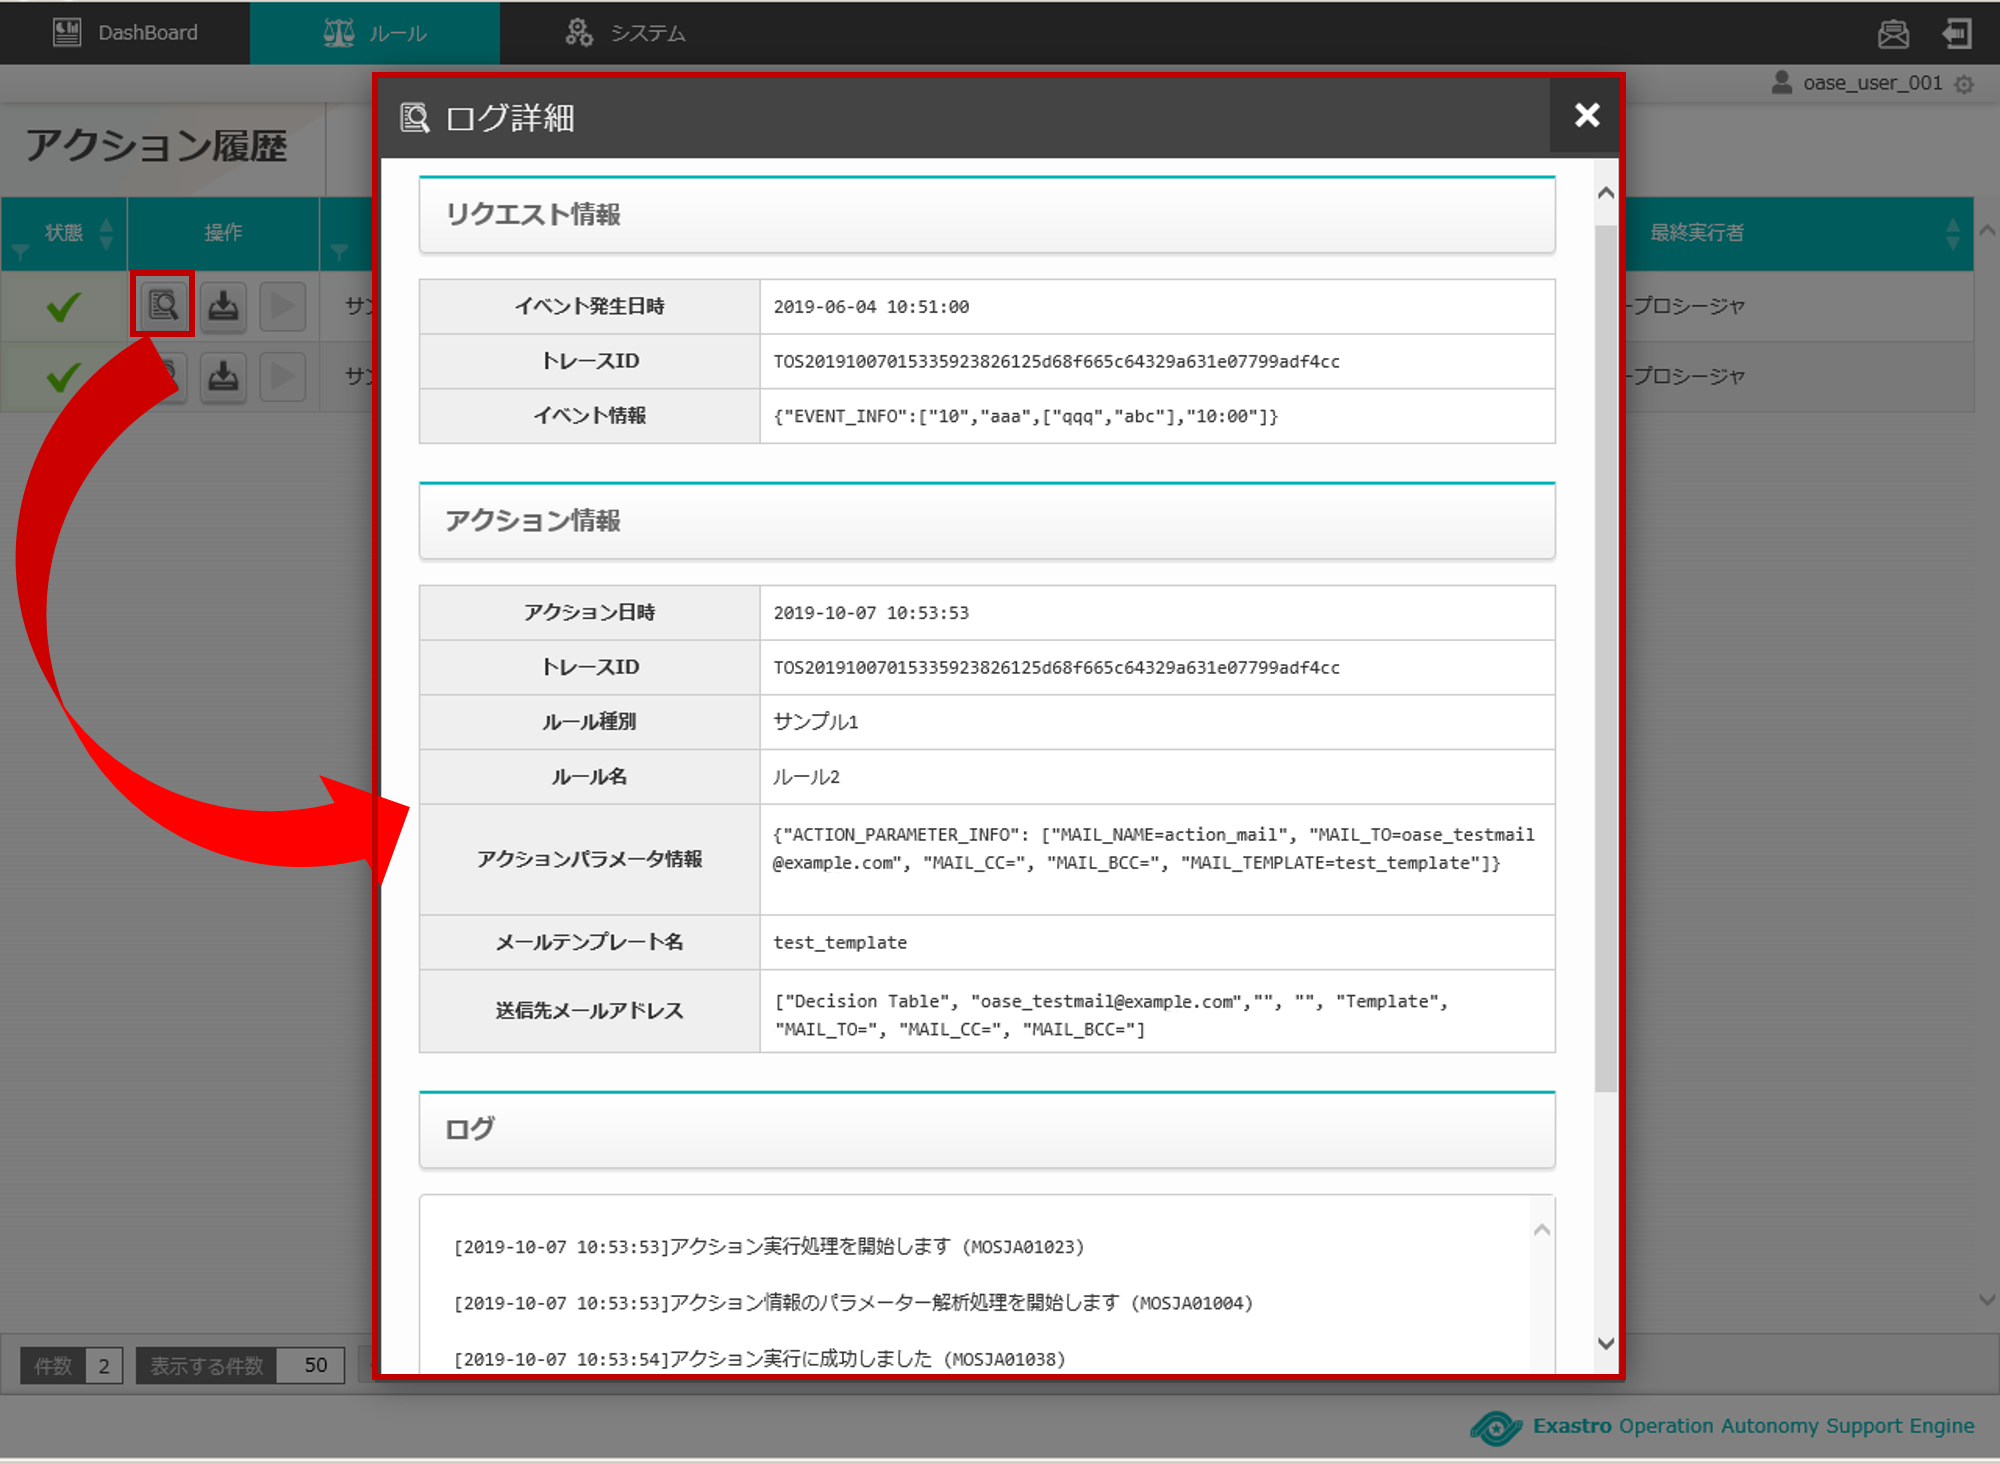 DashBoard
ルール
システム
oase_user_001
アクション履歴
ログ詳細
状態
操作
最終実行者
サン
ープロシージャ
サン
ープロシージャ
リクエスト情報
イベント発生日時
2019-06-04 10:51:00
トレースID
TOS20191007015335923826125d68f665c64329a631e07799adf4cc
イベント情報
{"EVENT_INFO":["10","aaa",["qqq","abc"],"10:00"]}
アクション情報
アクション日時
2019-10-07 10:53:53
トレースID
TOS20191007015335923826125d68f665c64329a631e07799adf4cc
ルール種別
サンプル1
ルール名
ルール2
アクションパラメータ情報
{"ACTION_PARAMETER_INFO": ["MAIL_NAME=action_mail", "MAIL_TO=oase_testmail
@example.com", "MAIL_CC=", "MAIL_BCC=", "MAIL_TEMPLATE=test_template"]}
メールテンプレート名
test_template
送信先メールアドレス
["Decision Table", "oase_testmail@example.com","", "", "Template",
"MAIL_TO=", "MAIL_CC=", "MAIL_BCC="]
ログ
[2019-10-07 10:53:53]アクション実行処理を開始します (MOSJA01023)
[2019-10-07 10:53:53]アクション情報のパラメーター解析処理を開始します (MOSJA01004)
[2019-10-07 10:53:54]アクション実行に成功しました (MOSJA01038)
件数 2 表示する件数 50
Exastro Operation Autonomy Support Engine